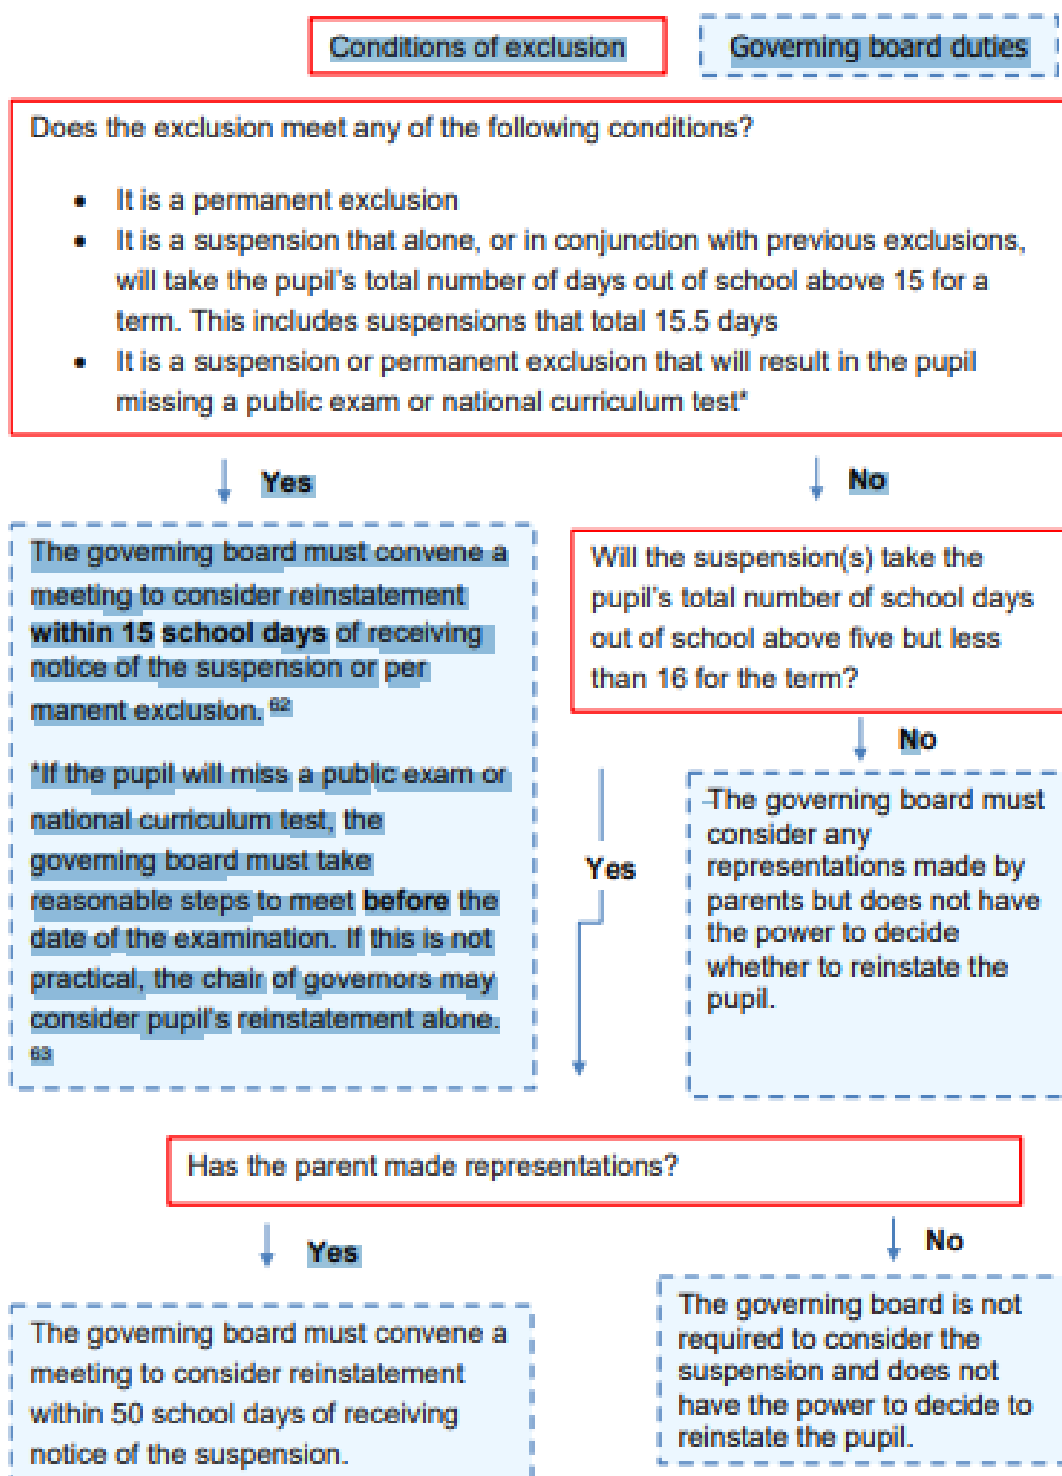 Conditions of exclusion
Governing board duties
Does the exclusion meet any of the following conditions?
• It is a permanent exclusion
• It is a suspension that alone, or in conjunction with previous exclusions,
will take the pupil's total number of days out of school above 15 for a
term. This includes suspensions that total 15.5 days
• It is a suspension or permanent exclusion that will result in the pupil
missing a public exam or national curriculum test*
Yes
No
The governing board must convene a
meeting to consider reinstatement
within 15 school days of receiving
notice of the suspension or per
manent exclusion. 62
*If the pupil will miss a public exam or
national curriculum test, the
governing board must take
reasonable steps to meet before the
date of the examination. If this is not
practical, the chair of governors may
consider pupil's reinstatement alone.
63
Will the suspension(s) take the
pupil's total number of school days
out of school above five but less
than 16 for the term?
No
Yes
The governing board must
consider any
representations made by
parents but does not have
the power to decide
whether to reinstate the
pupil.
Has the parent made representations?
Yes
No
The governing board must convene a
meeting to consider reinstatement
within 50 school days of receiving
notice of the suspension.
The governing board is not
required to consider the
suspension and does not
have the power to decide to
reinstate the pupil.